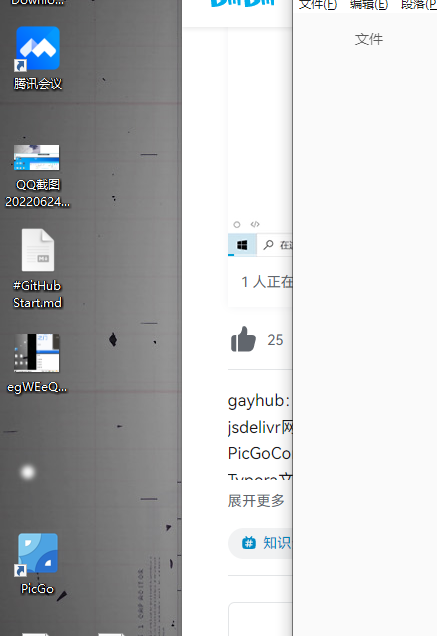 Downlo...
腾讯会议
QQ截图
20220624...
#GitHub
Start.md
egWEeQ...
PicGo
1 人正在
25
gayhub:
jsdelivr网
PicGoCo
Typora文
展开更多
知识
文件(F) 编辑(E) 段落(P
文件